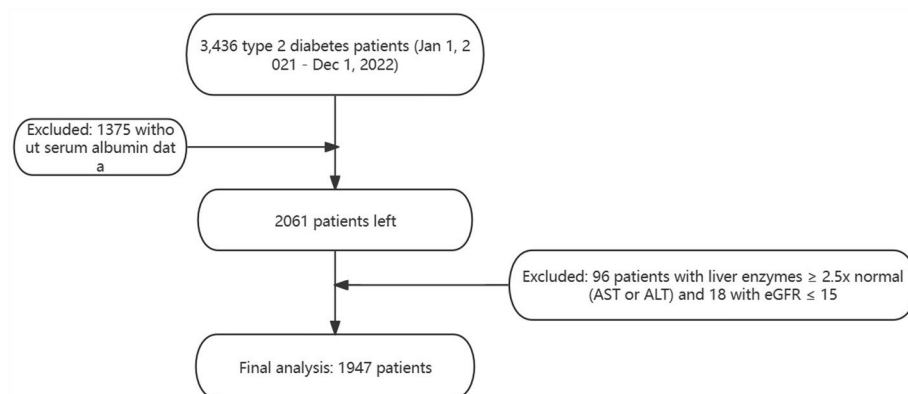 3,436 type 2 diabetes patients (Jan 1, 2
021 - Dec 1, 2022)
Excluded: 1375 witho
ut serum albumin dat
a
2061 patients left
Excluded: 96 patients with liver enzymes ≥ 2.5x normal
(AST or ALT) and 18 with eGFR ≤ 15
Final analysis: 1947 patients